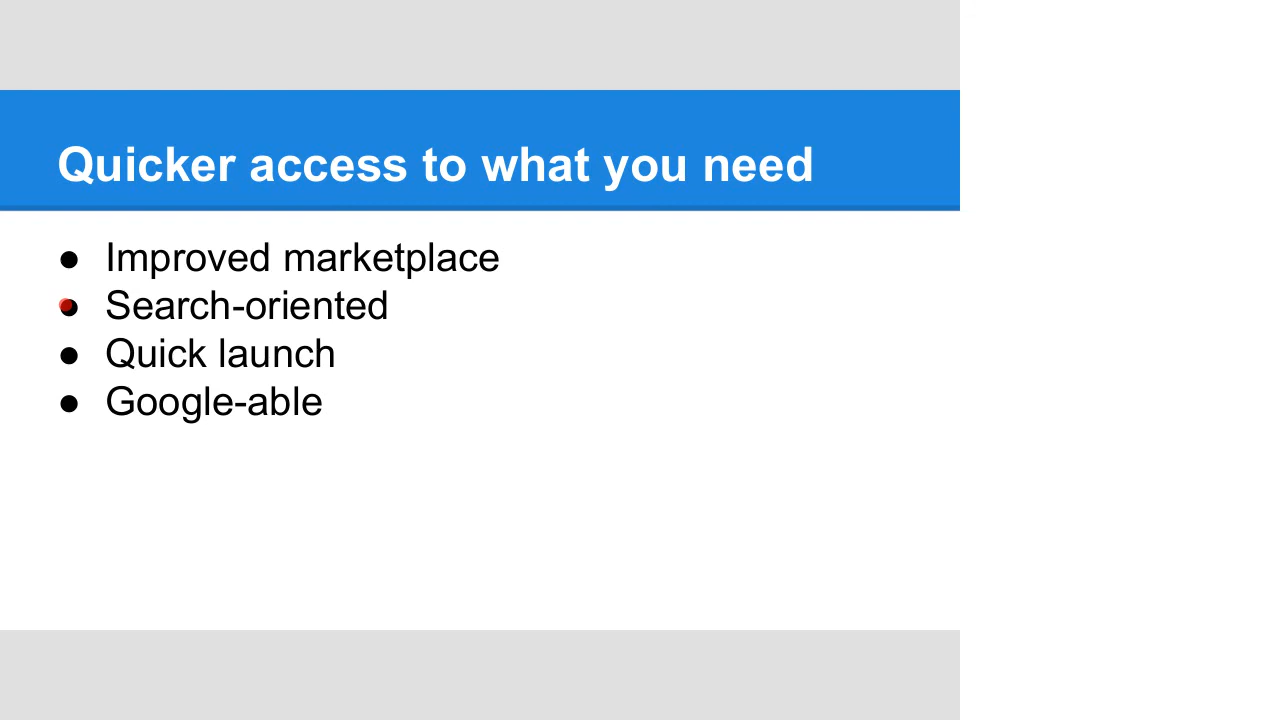 Quicker access to what you need
● Improved marketplace
● Search-oriented
● Quick launch
● Google-able